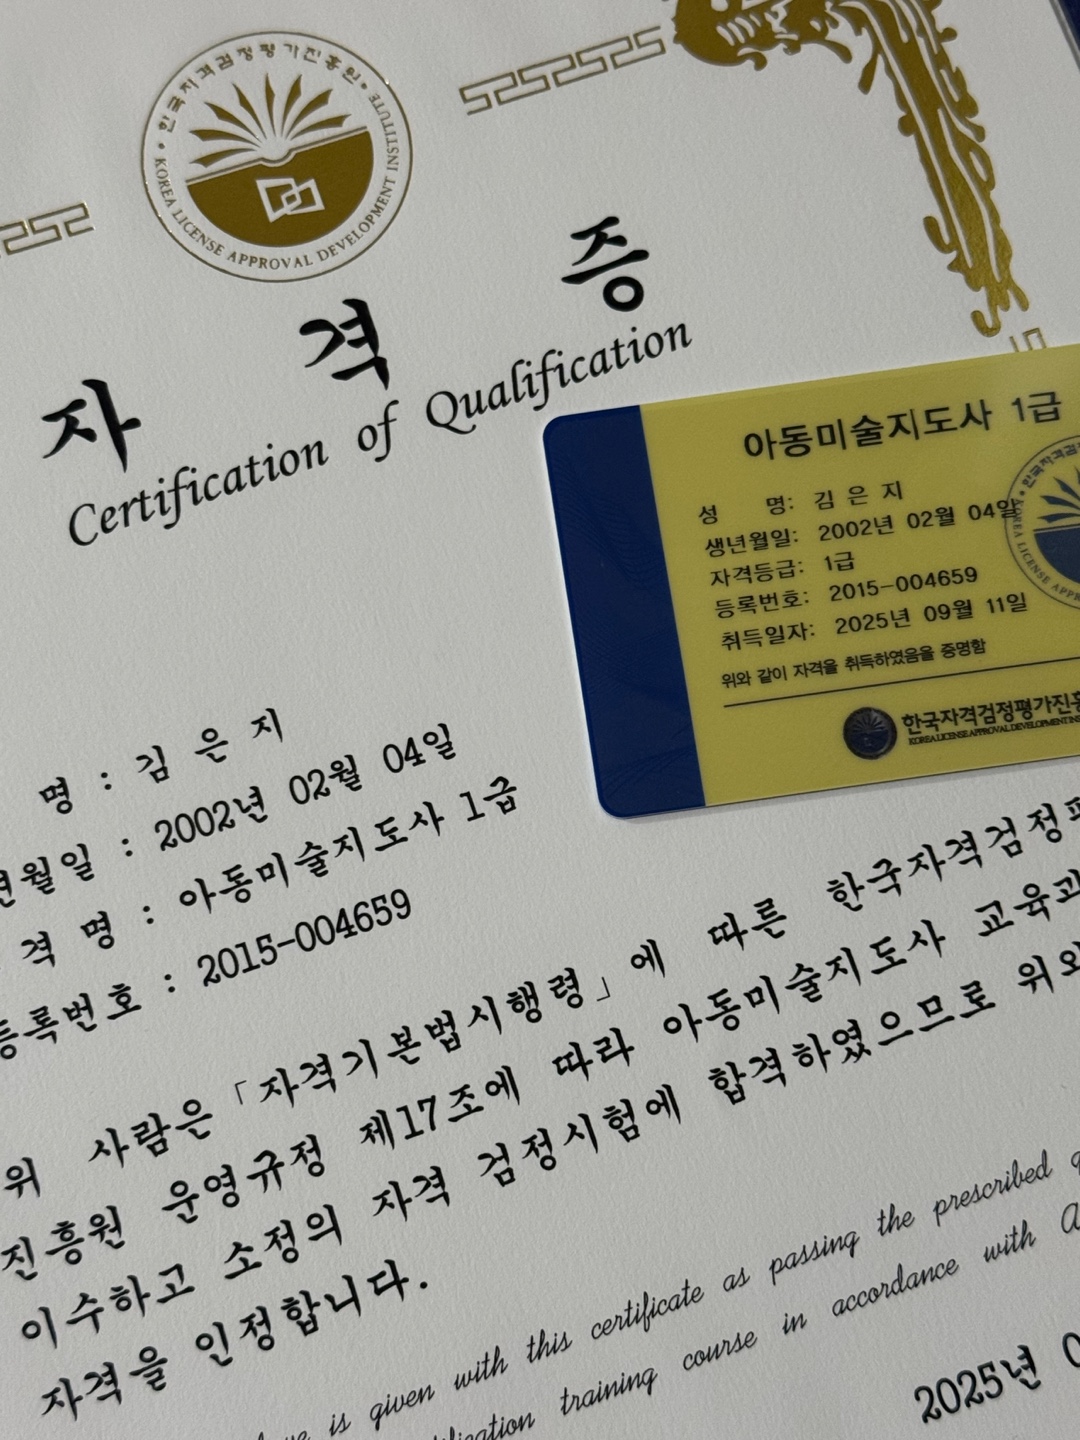 한국자격검정평가진흥원
KOREA LICENSE APPROVAL DEVELOPMENT INSTITUTE
자 격 증
Certification of Qualification
아동미술지도사 1급
성 명: 김 은 지
생년월일: 2002년 02월 04일
자격등급: 1급
등록번호: 2015-004659
취득일자: 2025년 09월 11일
위와 같이 자격을 취득하였음을 증명함
한국자격검정평가진흥
KOREA LICENSE APPROVAL DEVELOPMENT INS
명 : 김 은 지
년월일 : 2002년 02월 04일
격 명 : 아동미술지도사 1급
등록번호 : 2015-004659
위 사람은 「자격기본법시행령」에 따른 한국자격검정평
진흥원 운영규정 제17조에 따라 아동미술지도사 교육과
이수하고 소정의 자격 검정시험에 합격하였으므로 위와
자격을 인정합니다.
is given with this certificate as passing the prescribed
training course in accordance with
2025년